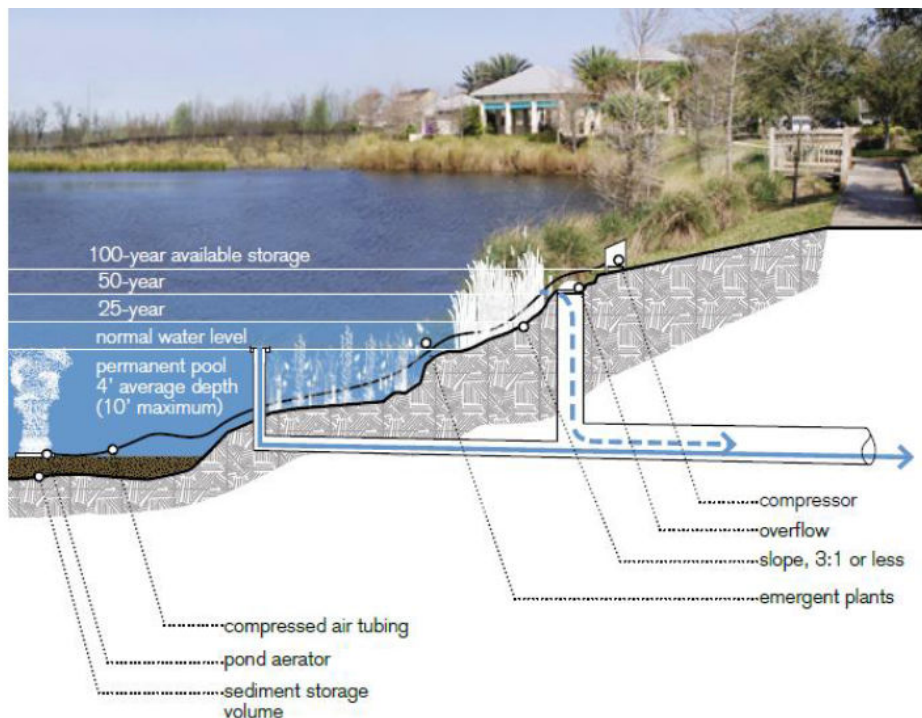 100-year available storage
50-year
25-year
normal water level
permanent pool
4' average depth
(10' maximum)
compressor
overflow
slope, 3:1 or less
emergent plants
compressed air tubing
pond aerator
sediment storage
volume